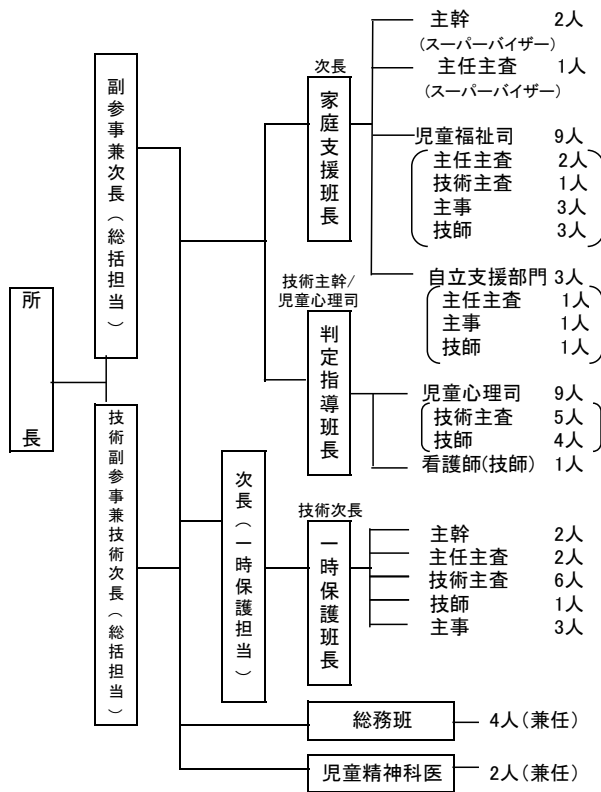 所長
副参事兼次長(総括担当)
技術副参事兼技術次長(総括担当)
次長
家庭支援班長
主幹 2人
(スーパーバイザー)
主任主査 1人
(スーパーバイザー)
児童福祉司 9人
主任主査 2人
技術主査 1人
主事 3人
技師 3人
自立支援部門 3人
主任主査 1人
主事 1人
技師 1人
技術主幹/
児童心理司
判定指導班長
児童心理司 9人
技術主査 5人
技師 4人
看護師(技師) 1人
次長(一時保護担当)
技術次長
一時保護班長
主幹 2人
主任主査 2人
技術主査 6人
技師 1人
主事 3人
総務班 4人(兼任)
児童精神科医 2人(兼任)